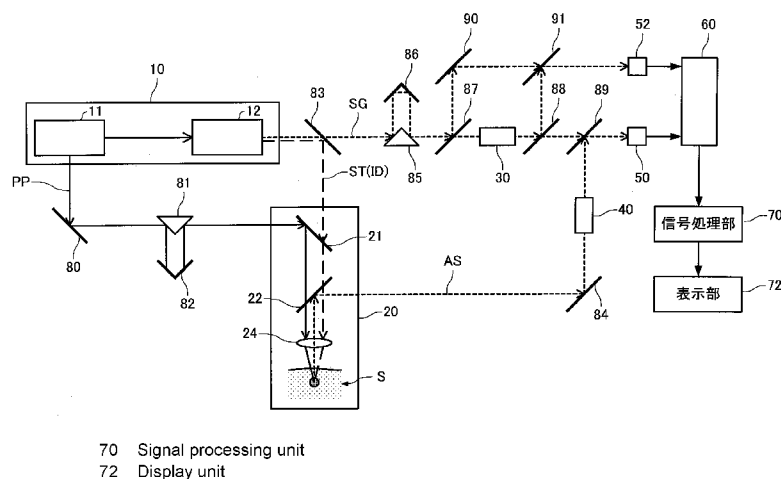 90
91
52
60
86
10
83
87
88
89
11
12
SG
85
30
50
ST(ID)
PP
81
40
信号処理部
70
80
21
82
AS
22
20
84
表示部
72
24
S
70 Signal processing unit
72 Display unit